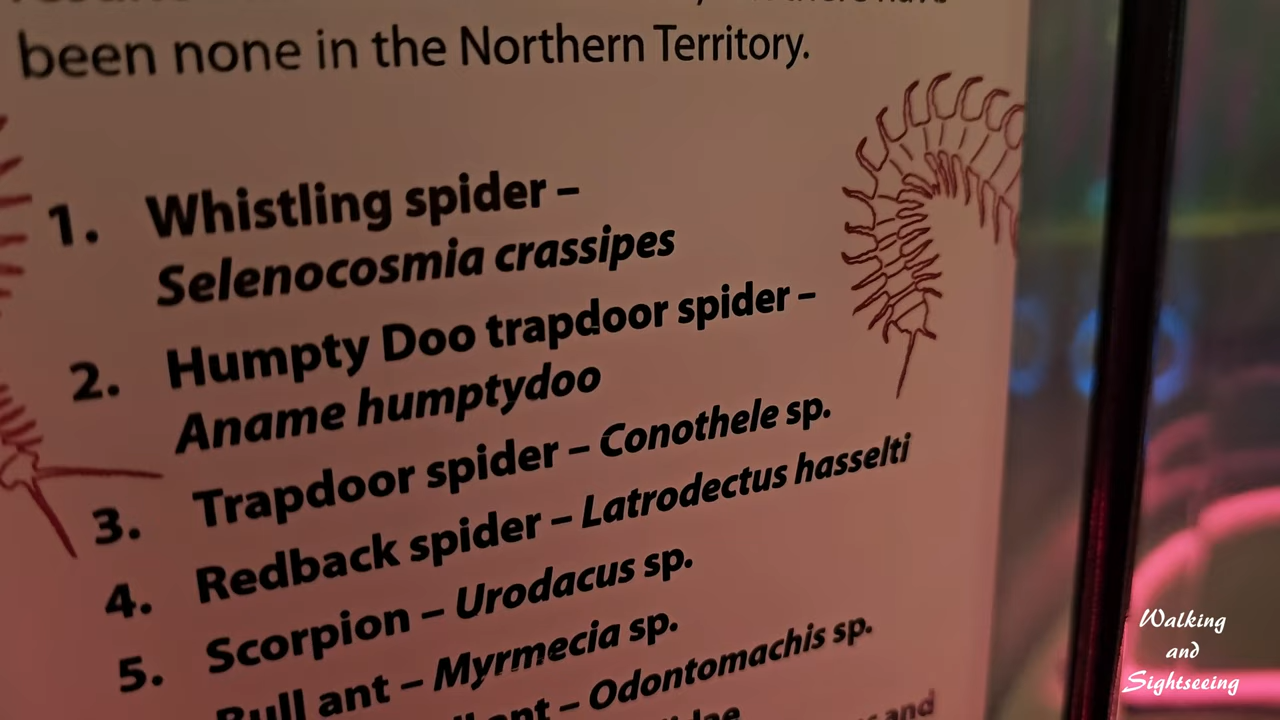 been none in the Northern Territory.
1. Whistling spider –
Selenocosmia crassipes
2. Humpty Doo trapdoor spider –
Aname humptydoo
3. Trapdoor spider – Conothele sp.
4. Redback spider – Latrodectus hasselti
5. Scorpion – Urodacus sp.
Bull ant – Myrmecia sp.
ant – Odontomachis sp.
and
Walking
and
Sightseeing